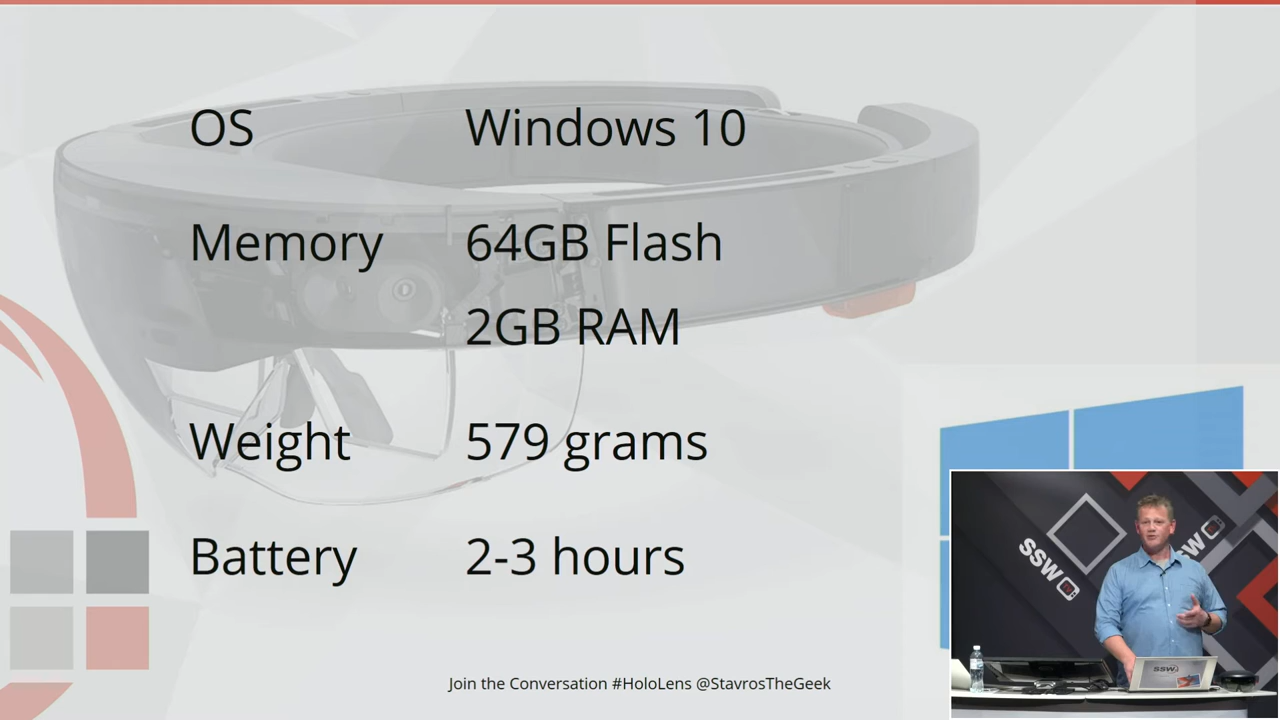 OS Windows 10
Memory 64GB Flash
2GB RAM
Weight 579 grams
Battery 2-3 hours
Join the Conversation #HoloLens @StavrosTheGeek
SSW
SW
SSW